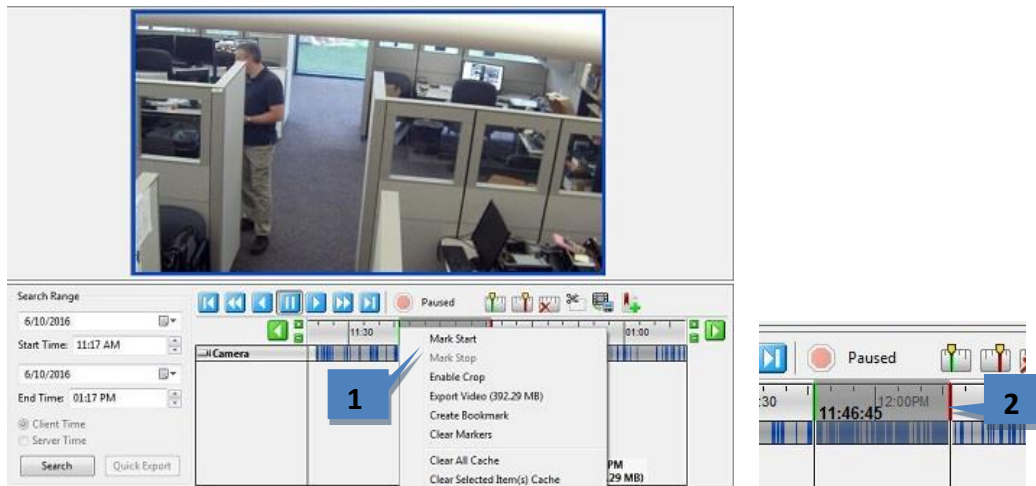 Search Range
6/10/2016
Start Time: 11:17 AM
6/10/2016
End Time: 01:17 PM
Client Time
Server Time
Search
Quick Export
Paused
11:30
01:00
Camera
Mark Start
Mark Stop
Enable Crop
Export Video (392.29 MB)
Create Bookmark
Clear Markers
Clear All Cache
Clear Selected Item(s) Cache
PM
.29 MB)
1
Paused
:30
12:00PM
11:46:45
2